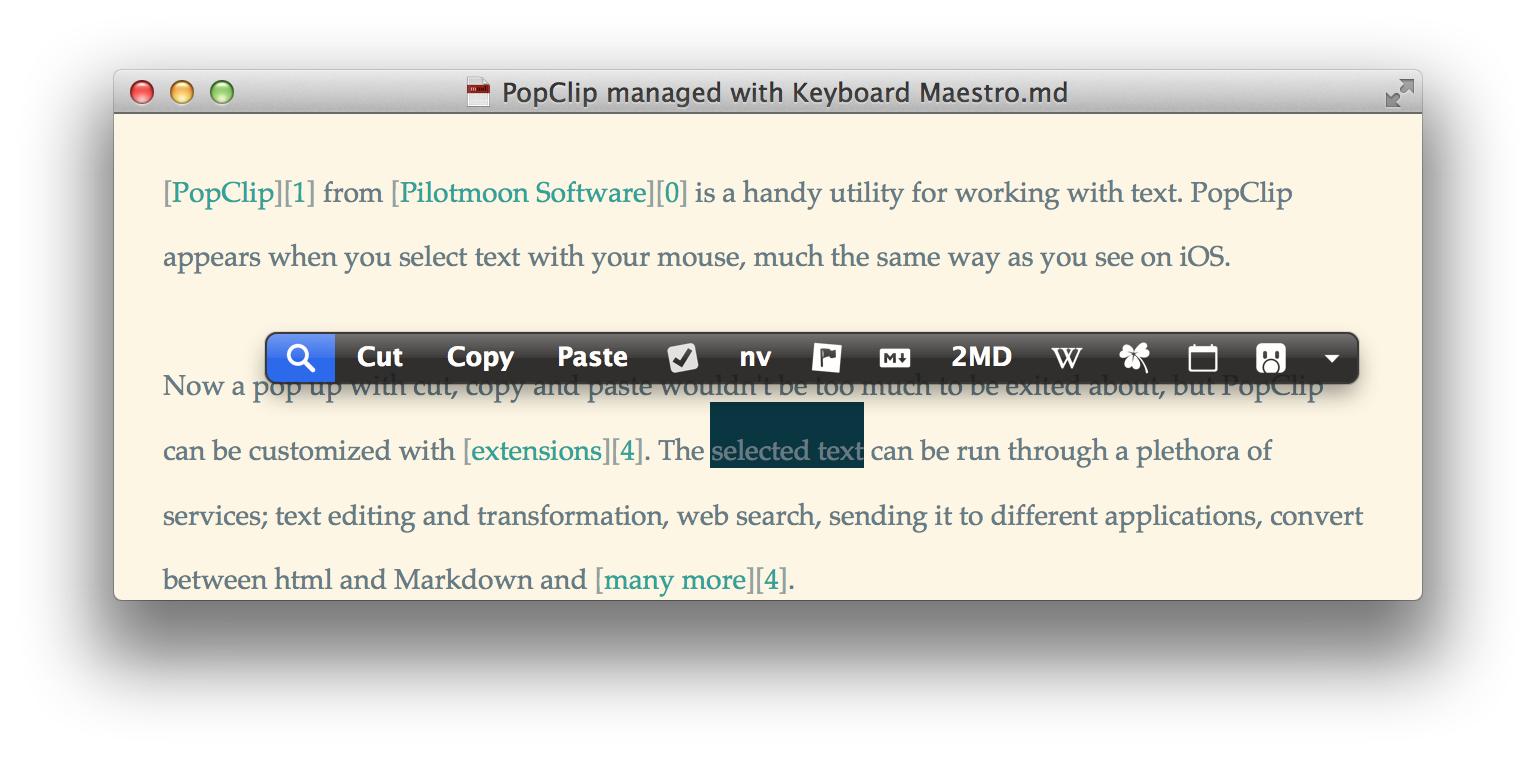 PopClip managed with Keyboard Maestro.md
[PopClip][1] from [Pilotmoon Software][0] is a handy utility for working with text. PopClip
appears when you select text with your mouse, much the same way as you see on iOS.
Cut Copy Paste nv M 2MD W
Now a pop up with cut, copy and paste wouldn't be too much to be exited about, but PopClip
can be customized with [extensions][4]. The selected text can be run through a plethora of
services; text editing and transformation, web search, sending it to different applications, convert
between html and Markdown and [many more][4].